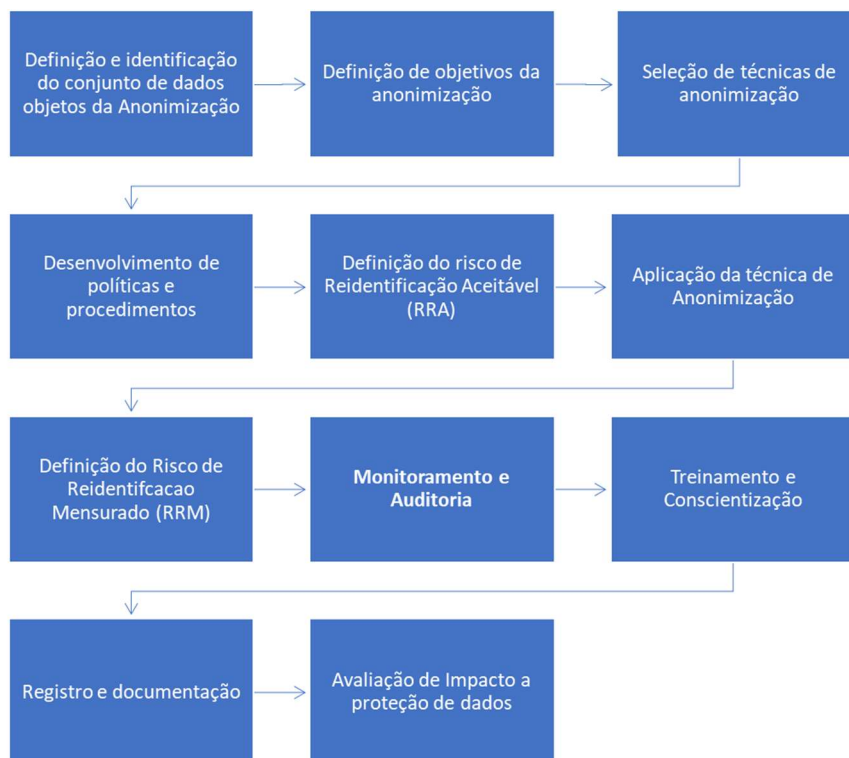 Definição e identificação
do conjunto de dados
objetos da Anonimização
Definição de objetivos da
anonimização
Seleção de técnicas de
anonimização
Desenvolvimento de
políticas e
procedimentos
Definição do risco de
Reidentificação Aceitável
(RRA)
Aplicação da técnica de
Anonimização
Definição do Risco de
Reidentifcacao
Mensurado (RRM)
Monitoramento e
Auditoria
Treinamento e
Conscientização
Registro e documentação
Avaliação de Impacto a
proteção de dados